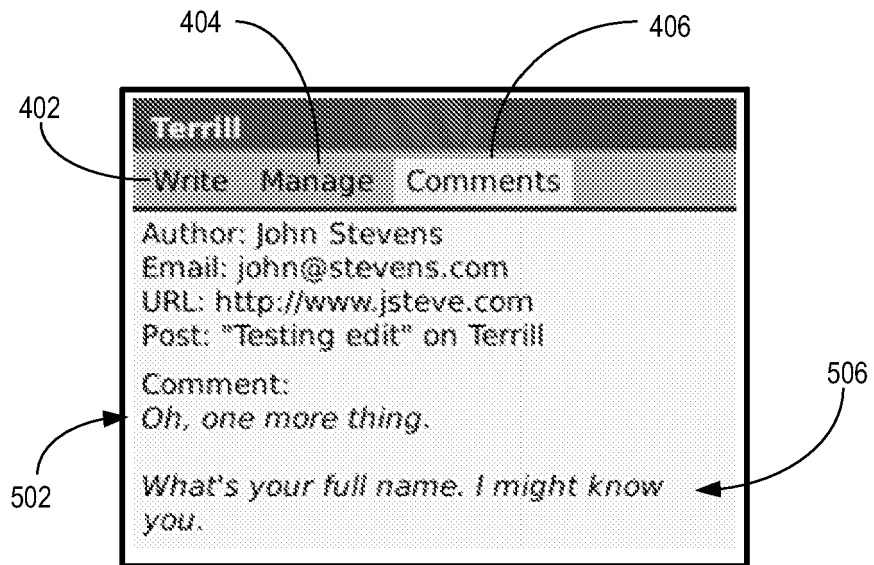 404
406
402
Terrill
Write Manage Comments
Author: John Stevens
Email: john@stevens.com
URL: http://www.jsteve.com
Post: "Testing edit" on Terrill
Comment:
Oh, one more thing.
506
502
What's your full name. I might know
you.